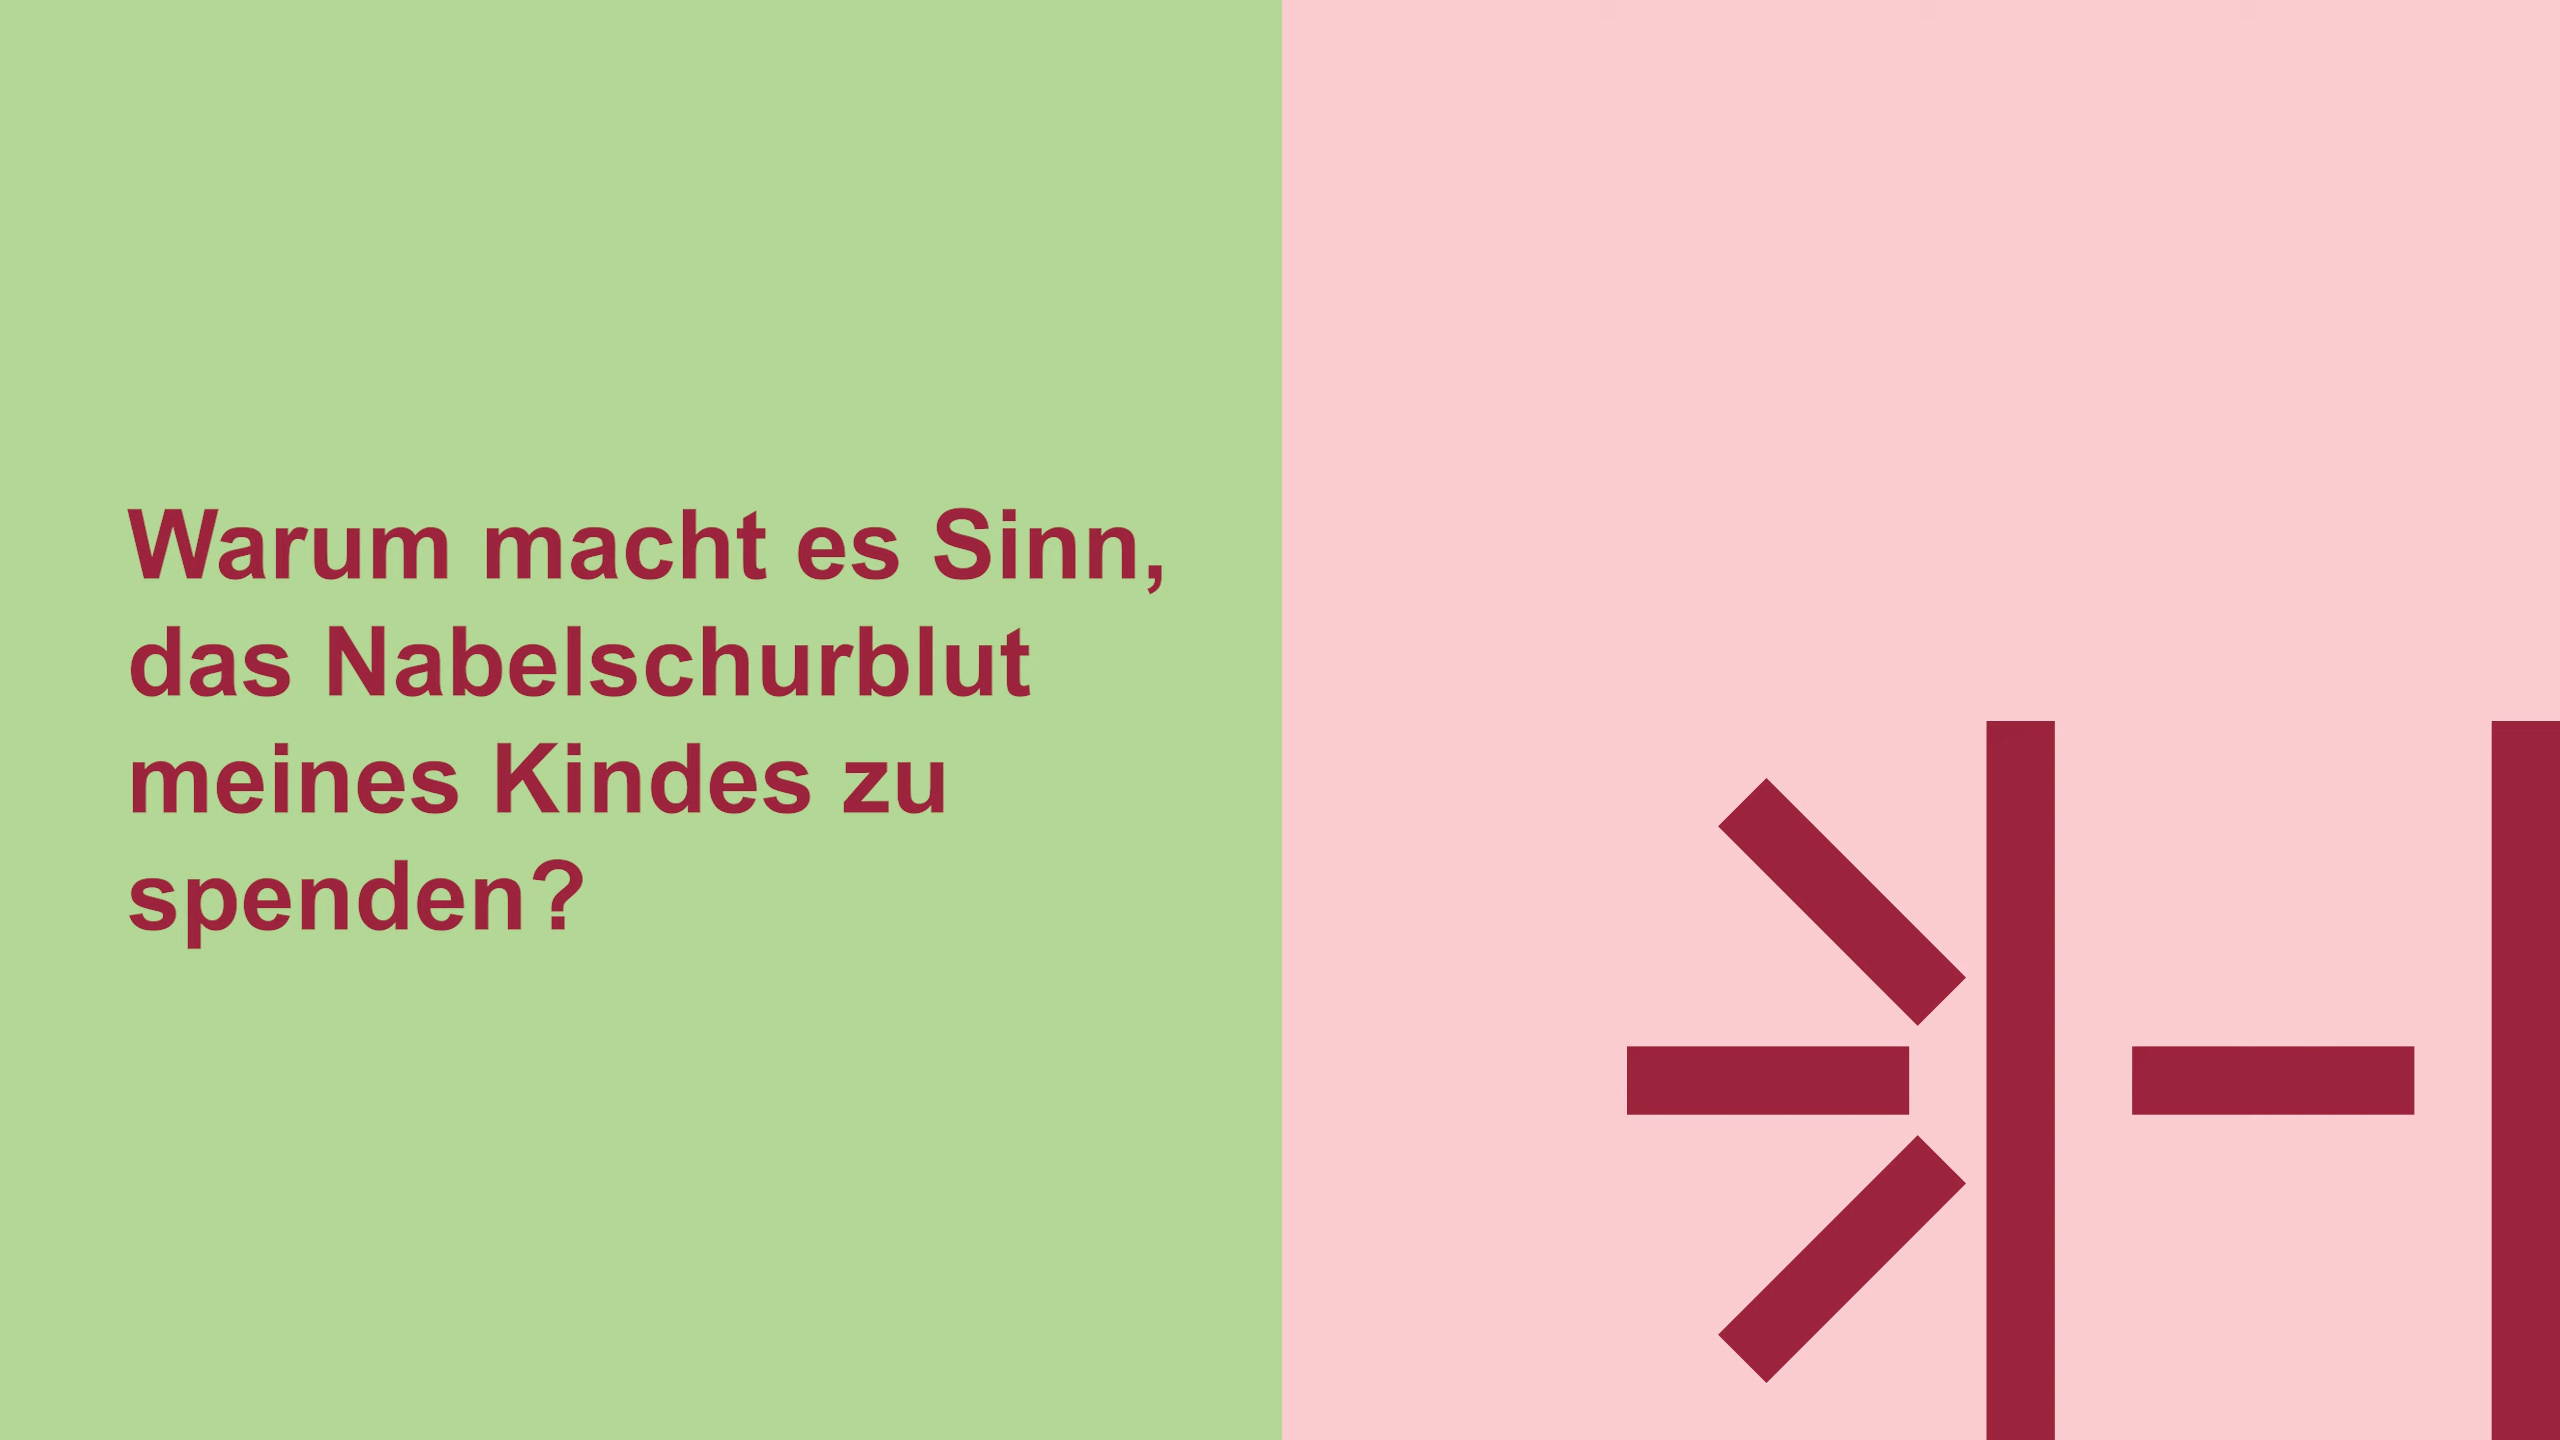 Warum macht es Sinn,
das Nabelschurblut
meines Kindes zu
spenden?